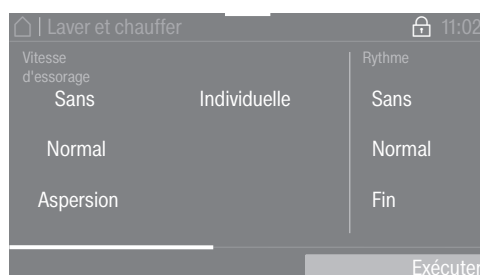 Laver et chauffer 11:02
Vitesse
d'essorage
Rythme
Sans Individuelle Sans
Normal Normal
Aspersion Fin
Exécuter